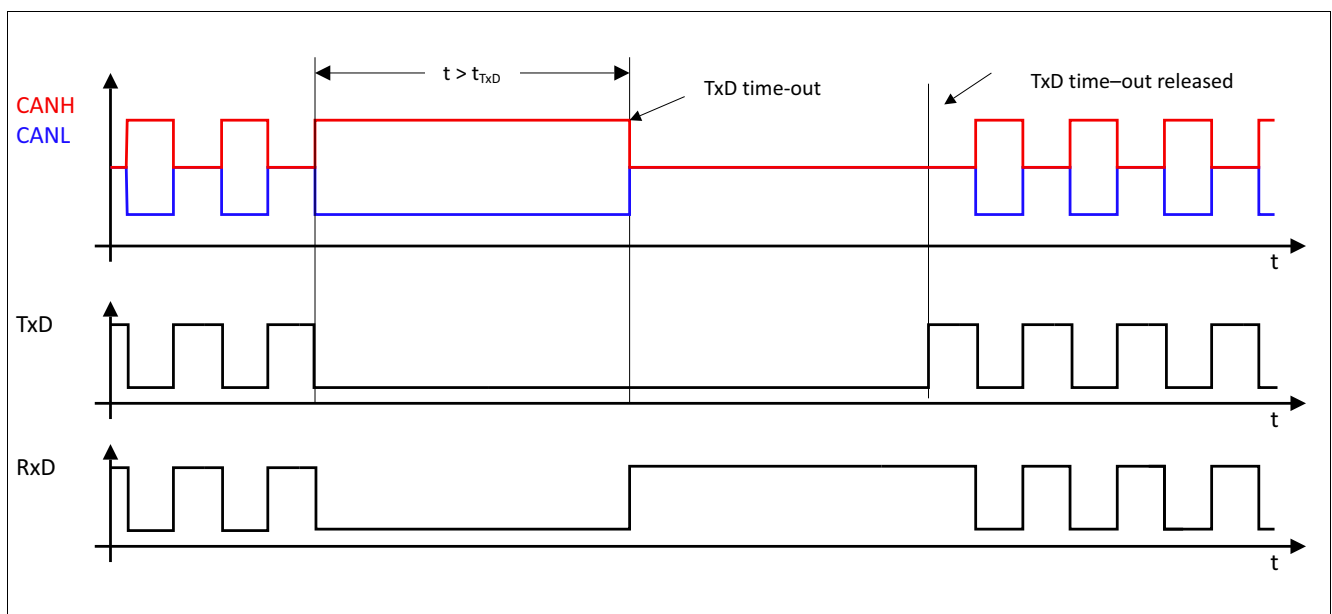 t > tTxD
TxD time-out
TxD time–out released
CANH
CANL
t
TxD
t
RxD
t